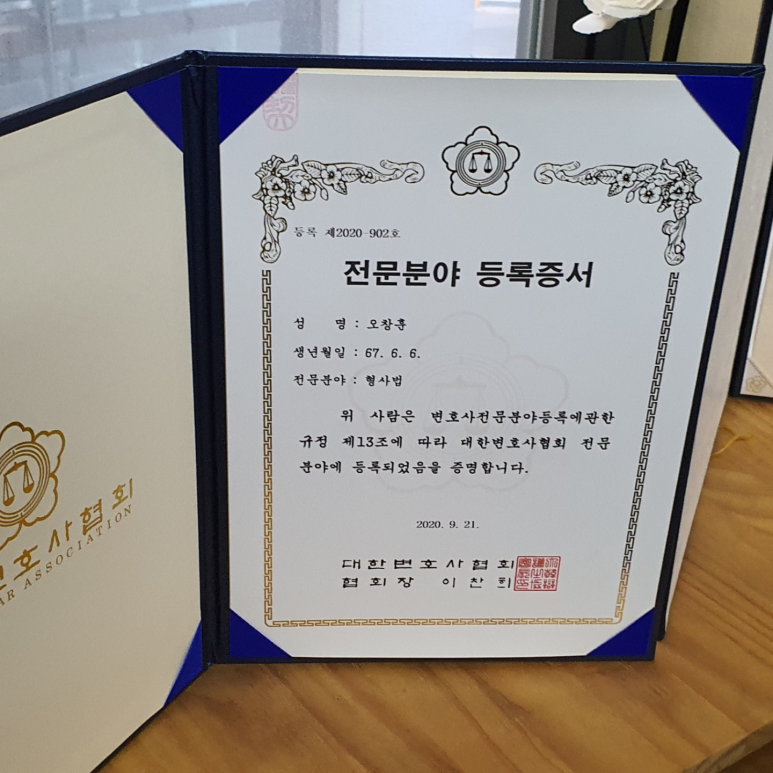 등록 제2020-902호
전문분야 등록증서
성 명 : 오창훈
생년월일 : 67. 6. 6.
전문분야 : 형사법
위 사람은 변호사전문분야등록에관한
규정 제13조에 따라 대한변호사협회 전문
분야에 등록되었음을 증명합니다.
2020. 9. 21.
대한변호사협회
협회장 이찬희
호사협회
AR ASSOCIATION